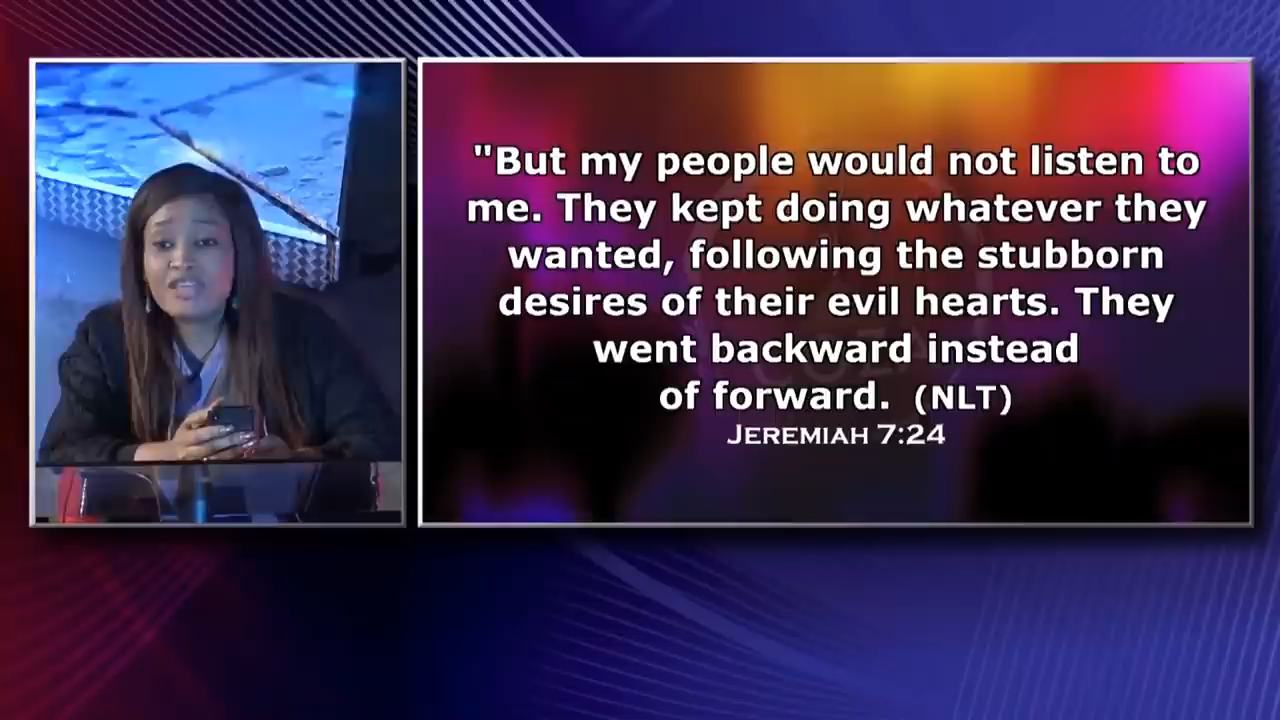 "But my people would not listen to
me. They kept doing whatever they
wanted, following the stubborn
desires of their evil hearts. They
went backward instead
of forward. (NLT)
JEREMIAH 7:24